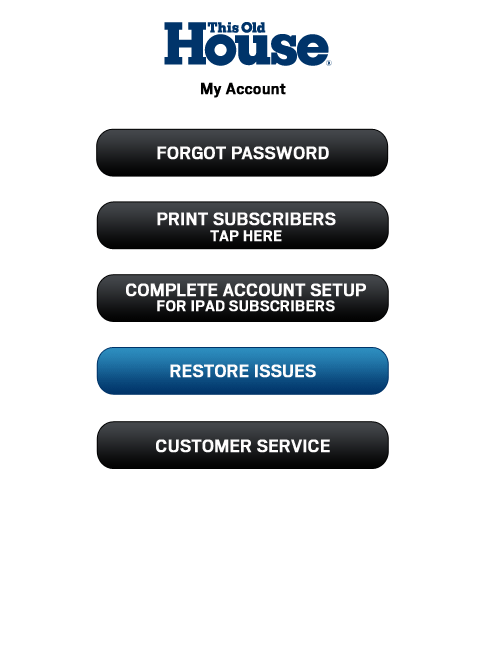 This Old
House®
My Account
FORGOT PASSWORD
PRINT SUBSCRIBERS
TAP HERE
COMPLETE ACCOUNT SETUP
FOR IPAD SUBSCRIBERS
RESTORE ISSUES
CUSTOMER SERVICE